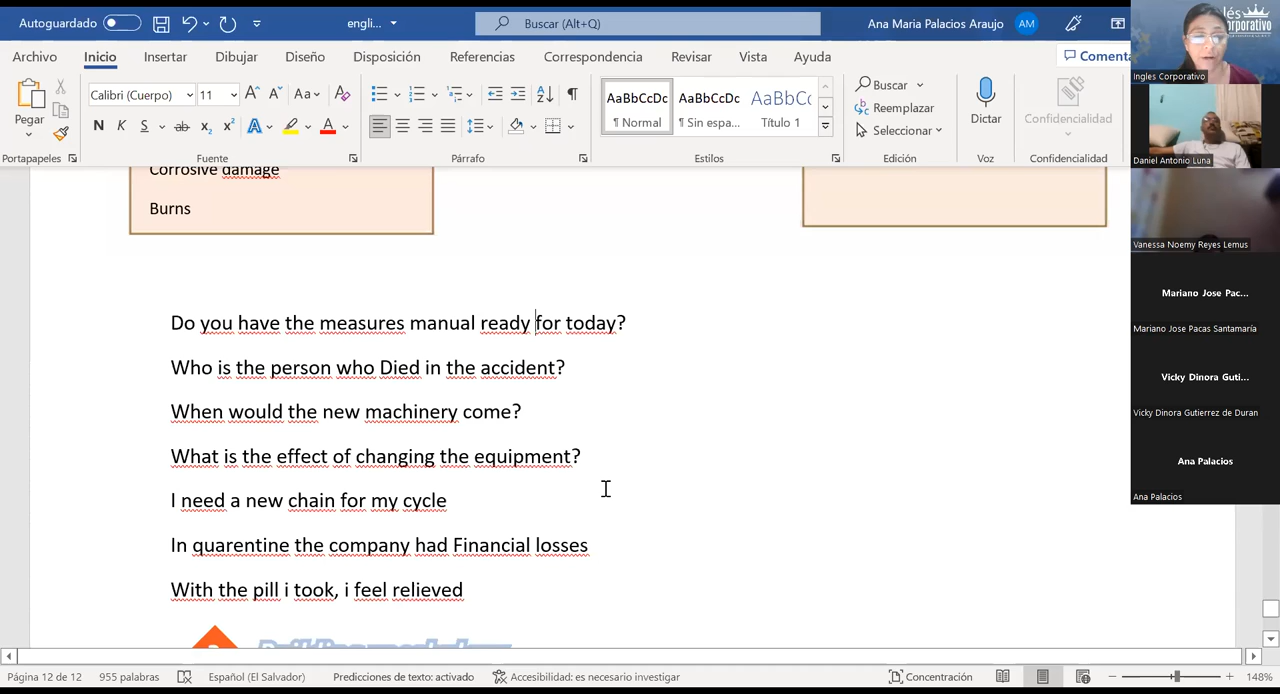 Autoguardado
engli...
Buscar (Alt+Q)
Ana Maria Palacios Araujo
AM
Archivo
Inicio
Insertar
Dibujar
Diseño
Disposición
Referencias
Correspondencia
Revisar
Vista
Ayuda
Comenta
Pegar
Calibri (Cuerpo)
11
Aa
N K S ab x₂ x²
AaBbCcDc
AaBbCcDc
AaBbCc
¶ Normal
¶ Sin espa...
Título 1
Buscar
Reemplazar
Seleccionar
Dictar
Confidencialidad
Portapapeles
Fuente
Párrafo
Estilos
Edición
Voz
Confidencialidad
Corrosive damage
Burns
Do you have the measures manual ready for today?
Who is the person who Died in the accident?
When would the new machinery come?
What is the effect of changing the equipment?
I need a new chain for my cycle
In quarentine the company had Financial losses
With the pill i took, i feel relieved
lés
Corporativo
Ingles Corporativo
Daniel Antonio Luna
Vanessa Noemy Reyes Lemus
Mariano Jose Pac...
Mariano Jose Pacas Santamaría
Vicky Dinora Guti...
Vicky Dinora Gutierrez de Duran
Ana Palacios
Ana Palacios
Página 12 de 12
955 palabras
Español (El Salvador)
Predicciones de texto: activado
Accesibilidad: es necesario investigar
Concentración
148%